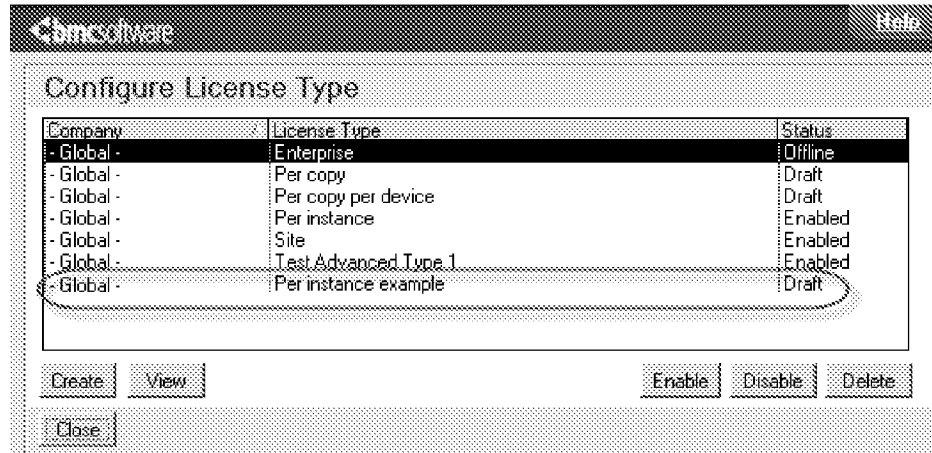 bmcsoftware
Help
Configure License Type
Company / License Type Status
- Global - Enterprise Offline
- Global - Per copy Draft
- Global - Per copy per device Draft
- Global - Per instance Enabled
- Global - Site Enabled
- Global - Test Advanced Type 1 Enabled
- Global - Per instance example Draft
Create View Enable Disable Delete
Close